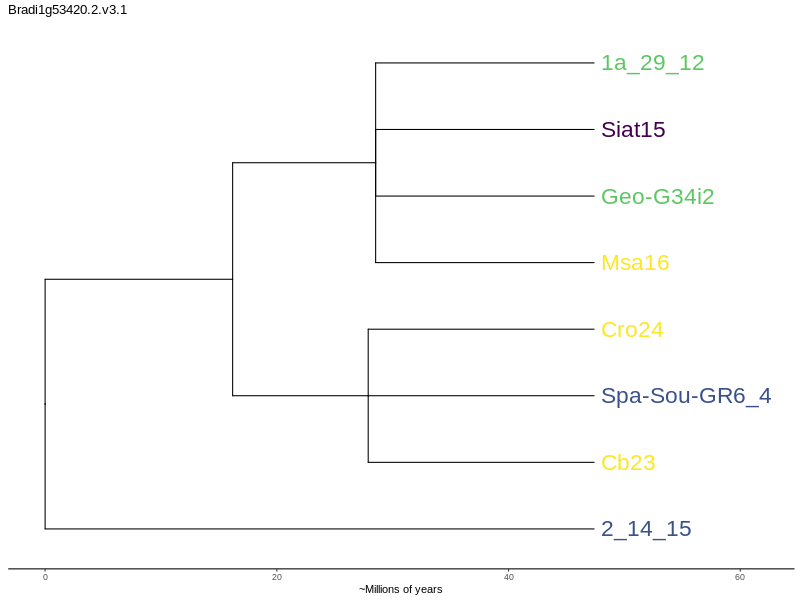 Bradi1g53420.2.v3.1
1a_29_12
Siat15
Geo-G34i2
Msa16
Cro24
Spa-Sou-GR6_4
Cb23
2_14_15
0 20 40 60
~Millions of years